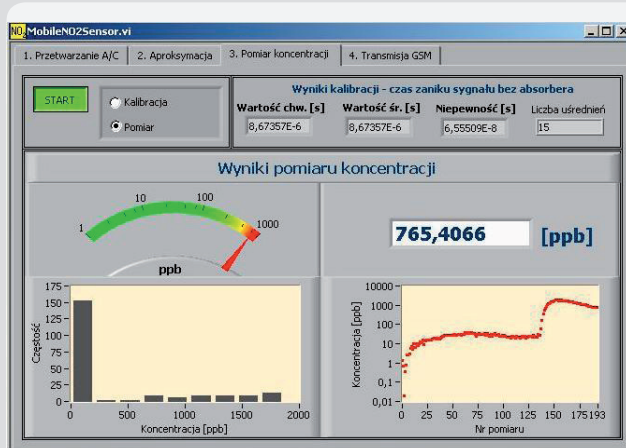 NO₂ MobileNO2Sensor.vi
1. Przetwarzanie A/C 2. Aproksymacja 3. Pomiar koncentracji 4. Transmisja GSM
START
Kalibracja
Pomiar
Wyniki kalibracji - czas zaniku sygnału bez absorbera
Wartość chw. [s] Wartość śr. [s] Niepewność [s] Liczba uśrednień
8,67357E-6 8,67357E-6 6,55509E-8 15
Wyniki pomiaru koncentracji
1 10 100 1000
ppb
765,4066 [ppb]
175
150
125
100
75
50
25
0
Częstość
0 500 1000 1500 2000
Koncentracja [ppb]
10000
1000
100
10
1
0,1
0,01
Koncentracja [ppb]
0 25 50 75 100 125 150 175 193
Nr pomiaru